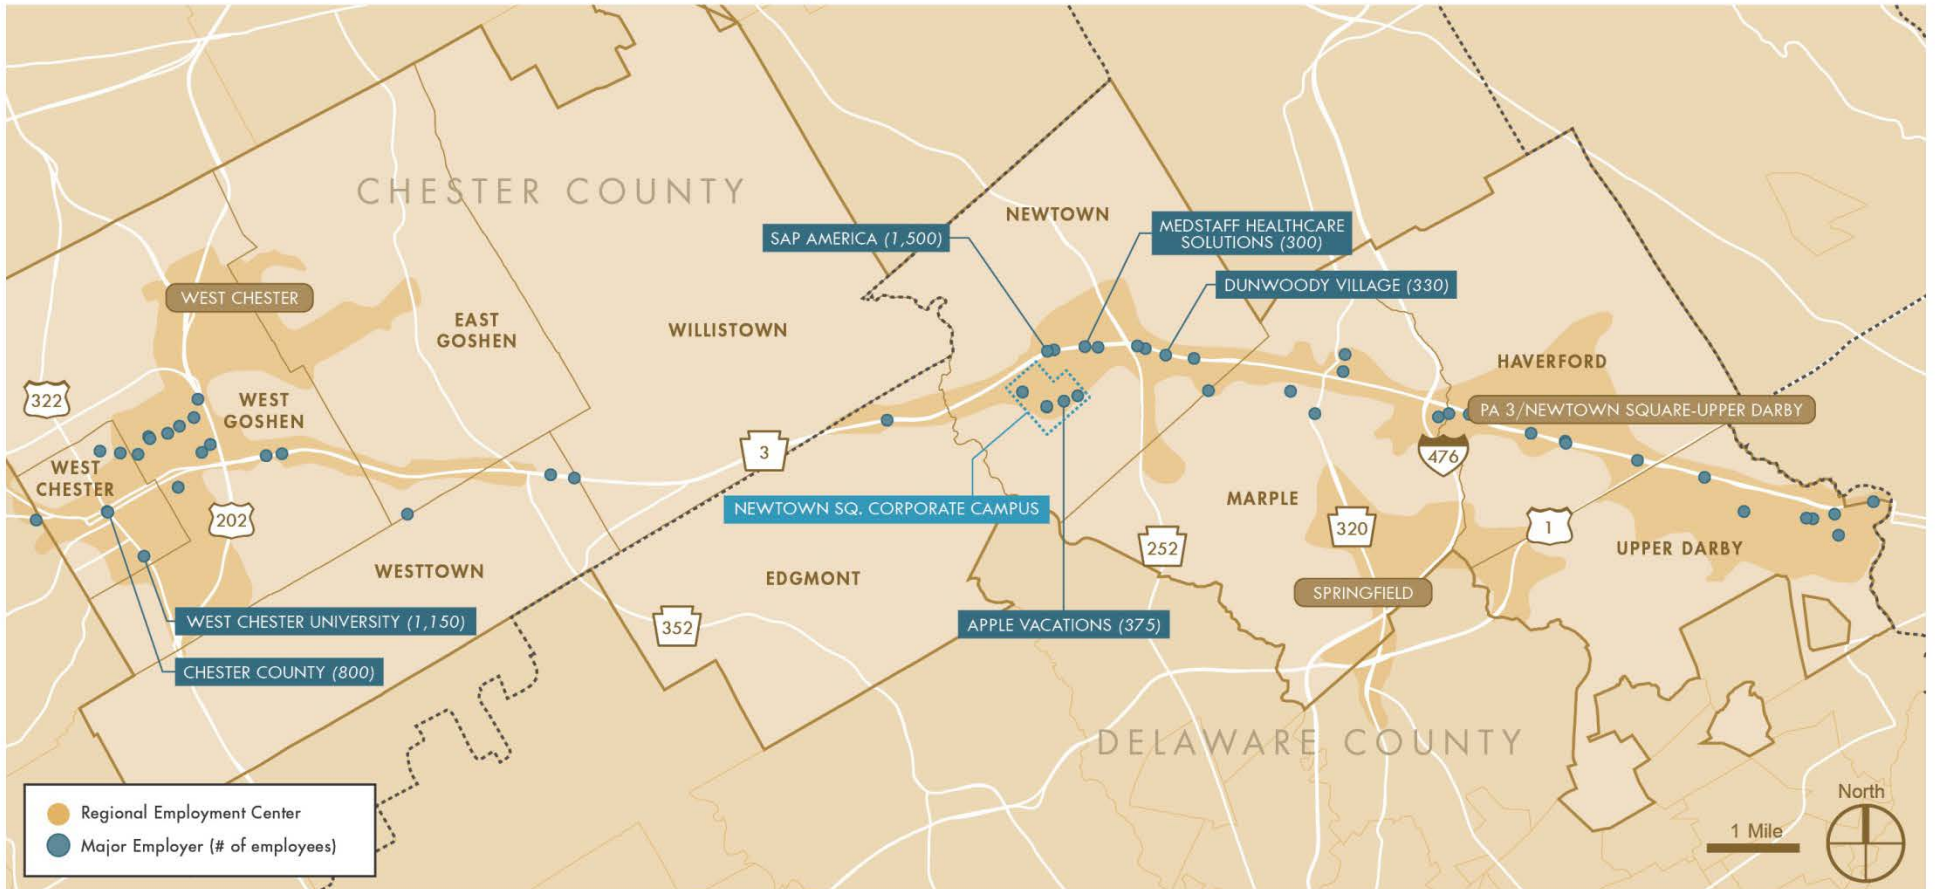 CHESTER COUNTY
NEWTOWN
SAP AMERICA (1,500)
MEDSTAFF HEALTHCARE
SOLUTIONS (300)
DUNWOODY VILLAGE (330)
WEST CHESTER
EAST
GOSHEN
WILLISTOWN
HAVERFORD
322
WEST
GOSHEN
PA 3/NEWTOWN SQUARE-UPPER DARBY
3
476
WEST
CHESTER
MARPLE
NEWTOWN SQ. CORPORATE CAMPUS
202
252
320
1
UPPER DARBY
WESTTOWN
EDGMONT
SPRINGFIELD
WEST CHESTER UNIVERSITY (1,150)
352
APPLE VACATIONS (375)
CHESTER COUNTY (800)
DELAWARE COUNTY
Regional Employment Center
Major Employer (# of employees)
1 Mile
North